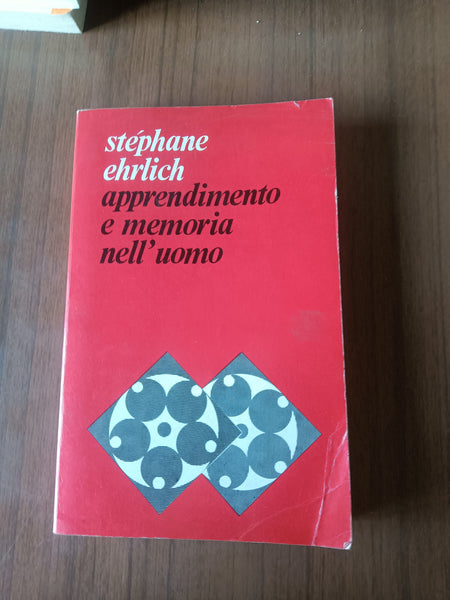 stéphane
ehrlich
apprendimento
e memoria
nell'uomo